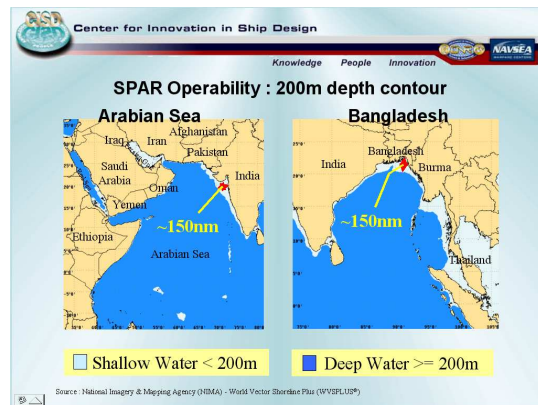 Center for Innovation in Ship Design
NAVSEA
WARFARE CENTERS
Knowledge People Innovation
SPAR Operability : 200m depth contour
Arabian Sea
Bangladesh
Afghanistan
Iraq
Iran
Pakistan
Saudi
Arabia
India
Oman
Yemen
~150nm
Ethiopia
Arabian Sea
Bangladesh
India
Burma
~150nm
Thailand
Shallow Water < 200m
Deep Water >= 200m
Source : National Imagery & Mapping Agency (NIMA) - World Vector Shoreline Plus (WVSPLUS®)